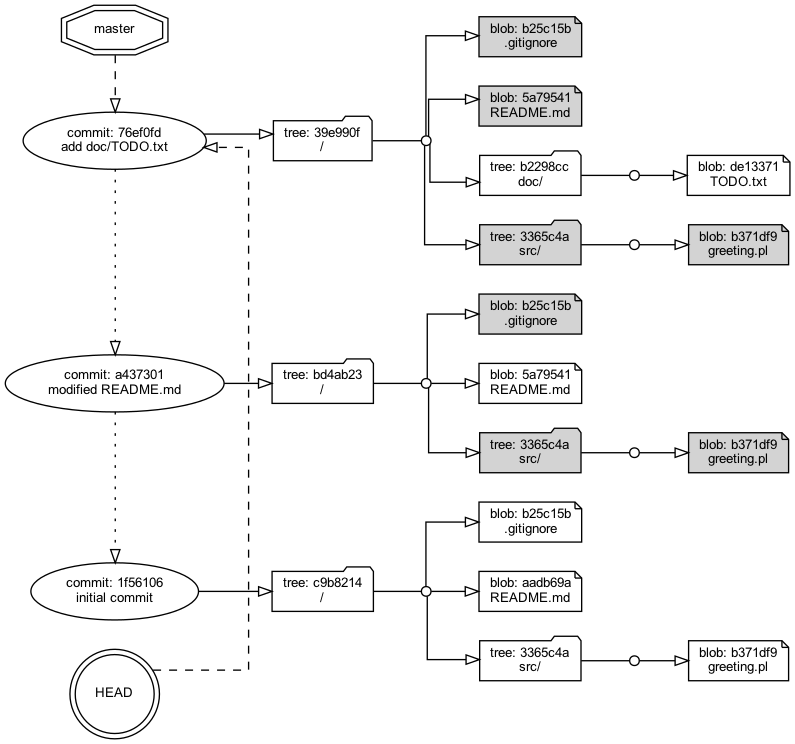 master
commit: 76ef0fd
add doc/TODO.txt
tree: 39e990f
/
blob: b25c15b
.gitignore
blob: 5a79541
README.md
tree: b2298cc
doc/
blob: de13371
TODO.txt
tree: 3365c4a
src/
blob: b371df9
greeting.pl
commit: a437301
modified README.md
tree: bd4ab23
/
blob: b25c15b
.gitignore
blob: 5a79541
README.md
tree: 3365c4a
src/
blob: b371df9
greeting.pl
commit: 1f56106
initial commit
tree: c9b8214
/
blob: b25c15b
.gitignore
blob: aadb69a
README.md
tree: 3365c4a
src/
blob: b371df9
greeting.pl
HEAD